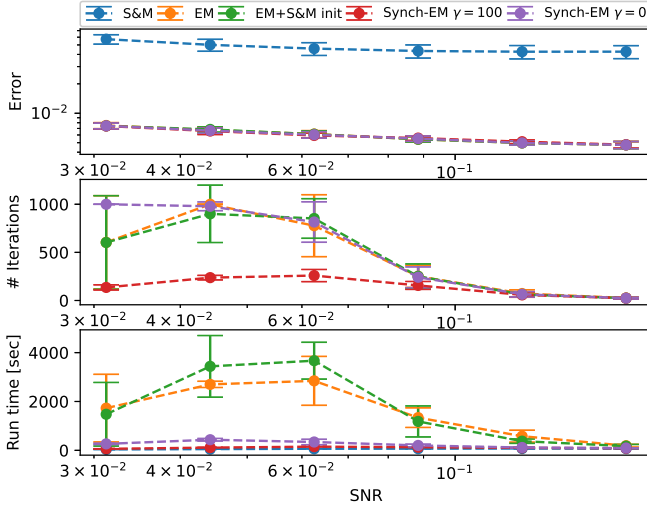 S&M EM EM+S&M init Synch-EM γ = 100 Synch-EM γ = 0
Error
10⁻²
3 × 10⁻² 4 × 10⁻² 6 × 10⁻² 10⁻¹
# Iterations
1000
500
0
3 × 10⁻² 4 × 10⁻² 6 × 10⁻² 10⁻¹
Run time [sec]
4000
2000
0
3 × 10⁻² 4 × 10⁻² 6 × 10⁻² 10⁻¹
SNR